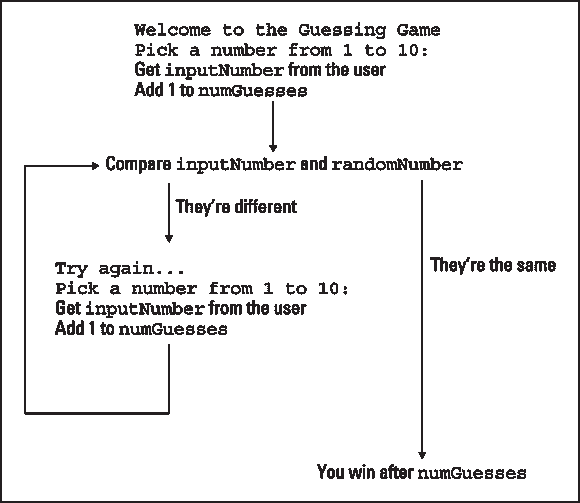 Welcome to the Guessing Game
Pick a number from 1 to 10:
Get inputNumber from the user
Add 1 to numGuesses
Compare inputNumber and randomNumber
They're different
They're the same
Try again...
Pick a number from 1 to 10:
Get inputNumber from the user
Add 1 to numGuesses
You win after numGuesses